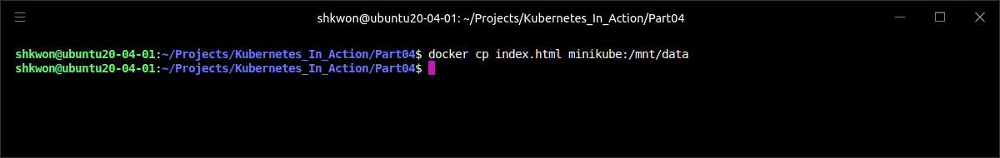 shkwon@ubuntu20-04-01: ~/Projects/Kubernetes_In_Action/Part04
shkwon@ubuntu20-04-01:~/Projects/Kubernetes_In_Action/Part04$ docker cp index.html minikube:/mnt/data
shkwon@ubuntu20-04-01:~/Projects/Kubernetes_In_Action/Part04$